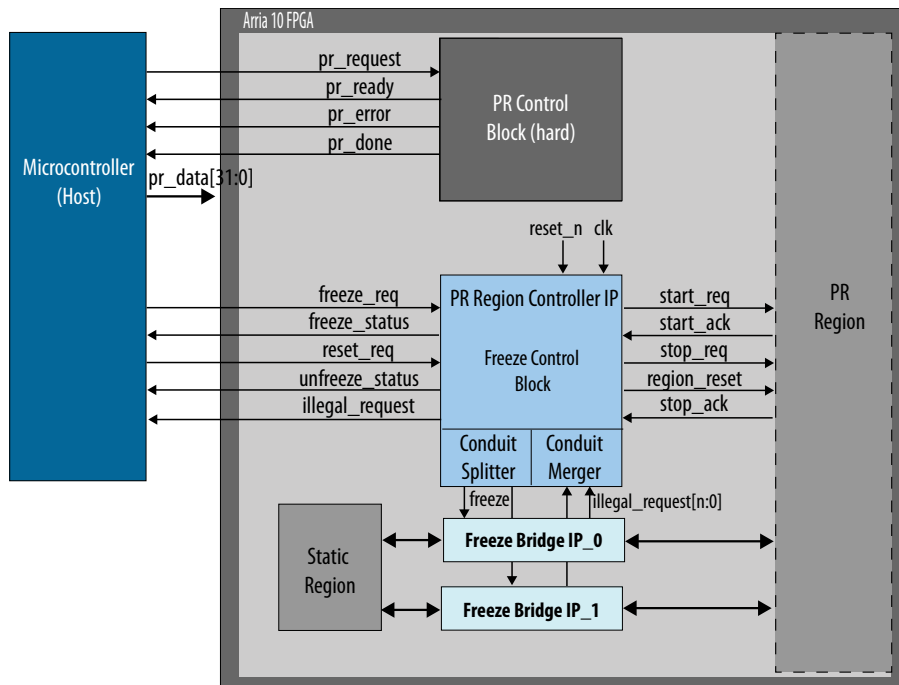 Arria 10 FPGA
pr_request
pr_ready
pr_error
pr_done
pr_data[31:0]
Microcontroller
(Host)
PR Control
Block (hard)
reset_n clk
freeze_req
freeze_status
reset_req
unfreeze_status
illegal_request
PR Region Controller IP
Freeze Control
Block
Conduit
Splitter
Conduit
Merger
start_req
start_ack
stop_req
region_reset
stop_ack
PR
Region
freeze
illegal_request[n:0]
Static
Region
Freeze Bridge IP_0
Freeze Bridge IP_1